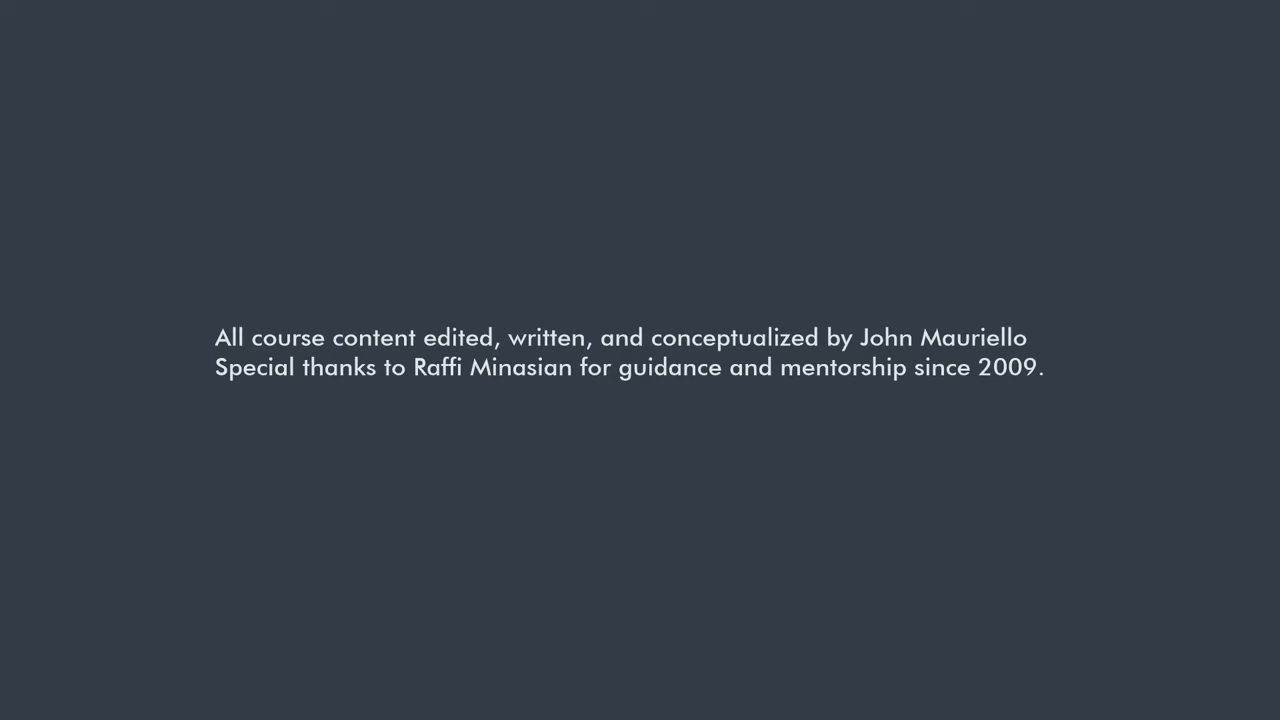 All course content edited, written, and conceptualized by John Mauriello
Special thanks to Raffi Minasian for guidance and mentorship since 2009.